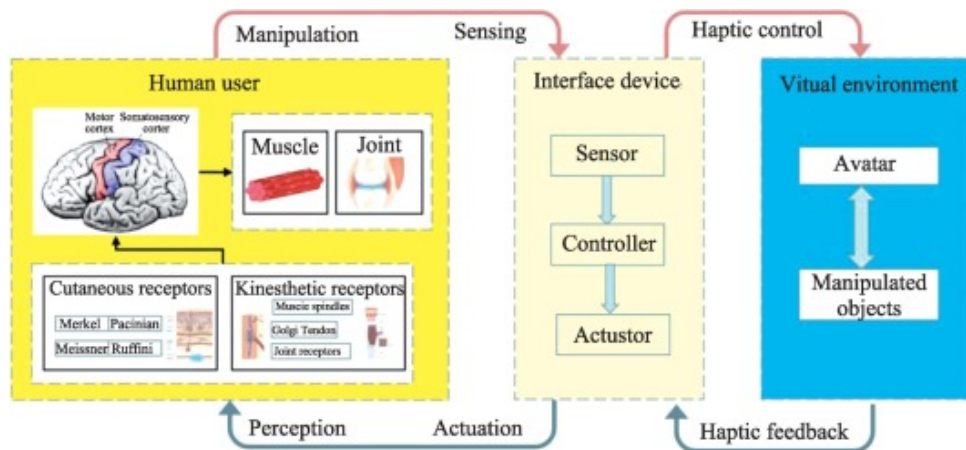 Manipulation
Sensing
Haptic control
Human user
Interface device
Vitual environment
Motor Somatosensory
cortex corter
Muscle
Joint
Sensor
Avatar
Controller
Cutaneous receptors
Kinesthetic receptors
Merkel Pacinian
Meissner Ruffini
Muscie spindles
Golgi Tendon
Joint receptors
Manipulated
objects
Actustor
Perception
Actuation
Haptic feedback